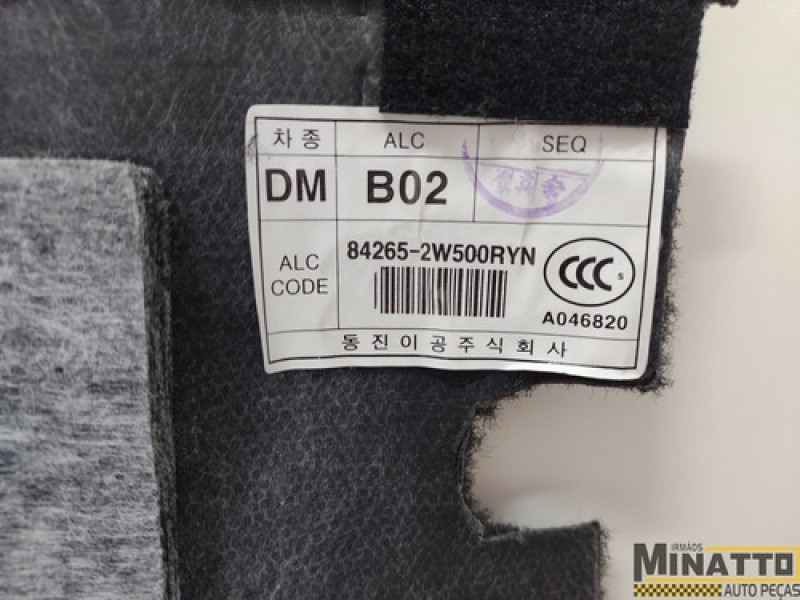 차종 ALC SEQ
DM B02
ALC CODE 84265-2W500RYN
CCC S
A046820
동진이공주식회사
IRMÃOS
MINATTO
AUTO PEÇAS